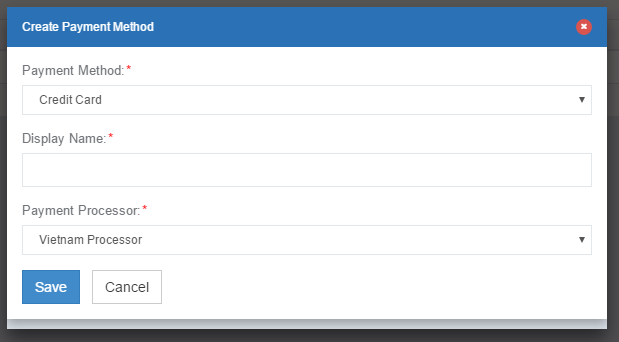 Create Payment Method
Payment Method:*
Credit Card
Display Name:*
Payment Processor:*
Vietnam Processor
Save Cancel